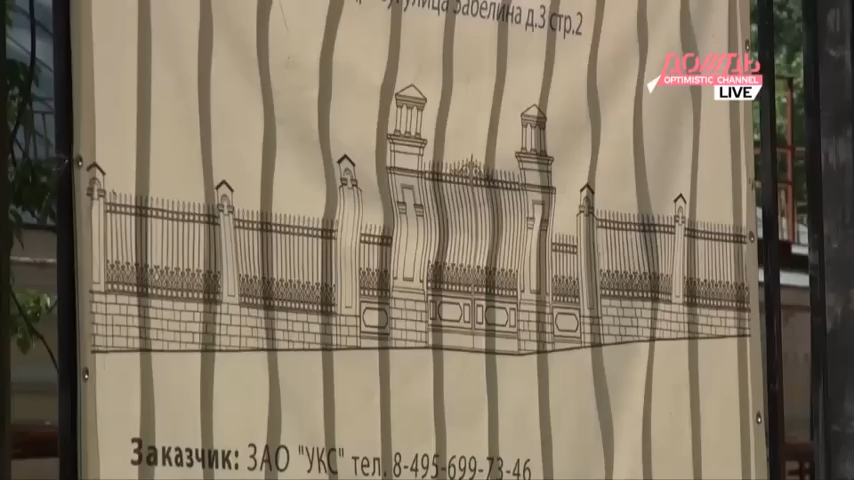 улица Забелина д.3 стр.2
ДОЖДЬ
OPTIMISTIC CHANNEL
LIVE
Заказчик: ЗАО "УКС" тел. 8-495-699-73-46